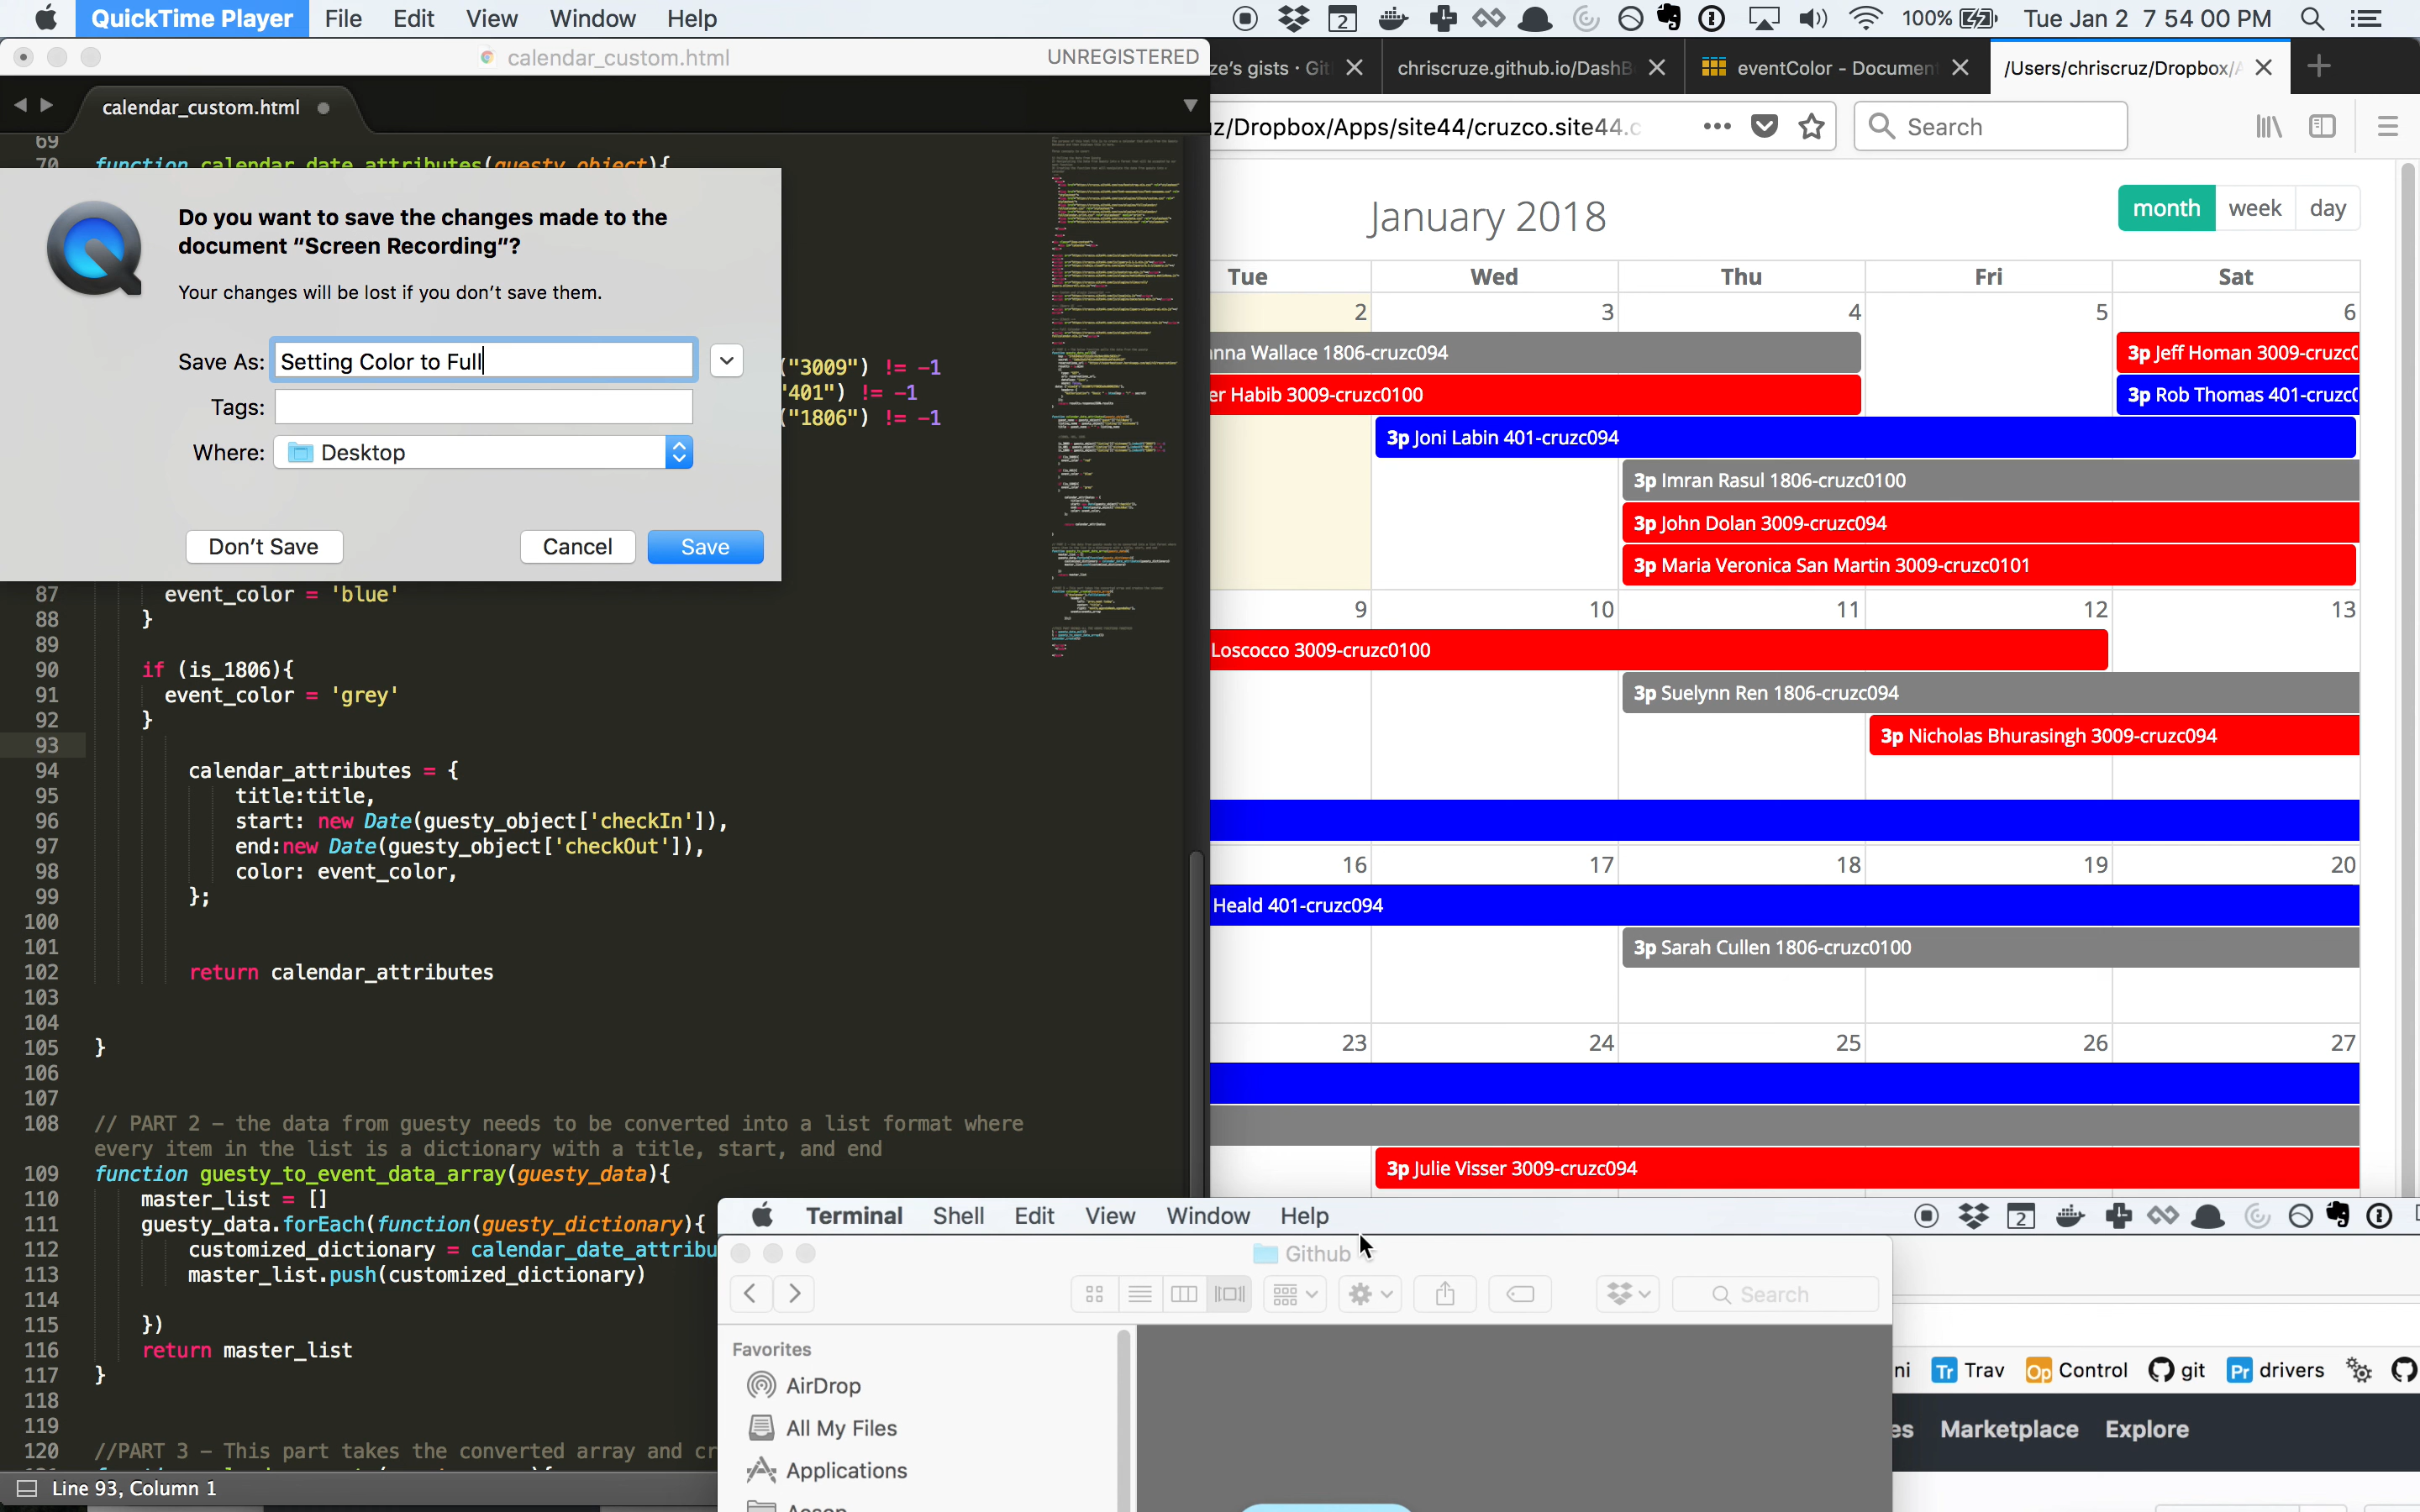 QuickTime Player File Edit View Window Help
2
100%
Tue Jan 2 7 54 00 PM
calendar_custom.html
UNREGISTERED
calendar_custom.html
ze's gists · Git
chriscruze.github.io/DashB
eventColor - Documen
/Users/chriscruz/Dropbox/A
z/Dropbox/Apps/site44/cruzco.site44.c
Search
69
70 function calendar_date_attributes(guesty_object){
Do you want to save the changes made to the
document “Screen Recording”?
Your changes will be lost if you don’t save them.
Save As: Setting Color to Full
Tags:
Where: Desktop
Don’t Save Cancel Save
("3009") != -1
"401") != -1
("1806") != -1
87 event_color = 'blue'
88 }
89
90 if (is_1806){
91 event_color = 'grey'
92 }
93
94 calendar_attributes = {
95 title:title,
96 start: new Date(guesty_object['checkIn']),
97 end:new Date(guesty_object['checkOut']),
98 color: event_color,
99 };
100
101
102 return calendar_attributes
103
104
105 }
106
107
108 // PART 2 – the data from guesty needs to be converted into a list format where
every item in the list is a dictionary with a title, start, and end
109 function guesty_to_event_data_array(guesty_data){
110 master_list = []
111 guesty_data.forEach(function(guesty_dictionary){
112 customized_dictionary = calendar_date_attribu
113 master_list.push(customized_dictionary)
114
115 })
116 return master_list
117 }
118
119
120 //PART 3 – This part takes the converted array and cr
Line 93, Column 1
January 2018
month week day
Tue Wed Thu Fri Sat
2 3 4 5 6
nna Wallace 1806-cruzc094
3p Jeff Homan 3009-cruzc0
er Habib 3009-cruzc0100
3p Rob Thomas 401-cruzc0
3p Joni Labin 401-cruzc094
3p Imran Rasul 1806-cruzc0100
3p John Dolan 3009-cruzc094
3p Maria Veronica San Martin 3009-cruzc0101
9 10 11 12 13
Loscocco 3009-cruzc0100
3p Suelynn Ren 1806-cruzc094
3p Nicholas Bhurasingh 3009-cruzc094
16 17 18 19 20
Heald 401-cruzc094
3p Sarah Cullen 1806-cruzc0100
23 24 25 26 27
3p Julie Visser 3009-cruzc094
Terminal Shell Edit View Window Help
2
Github
Search
Favorites
AirDrop
All My Files
Applications
ni Tr Trav Op Control git Pr drivers
es Marketplace Explore